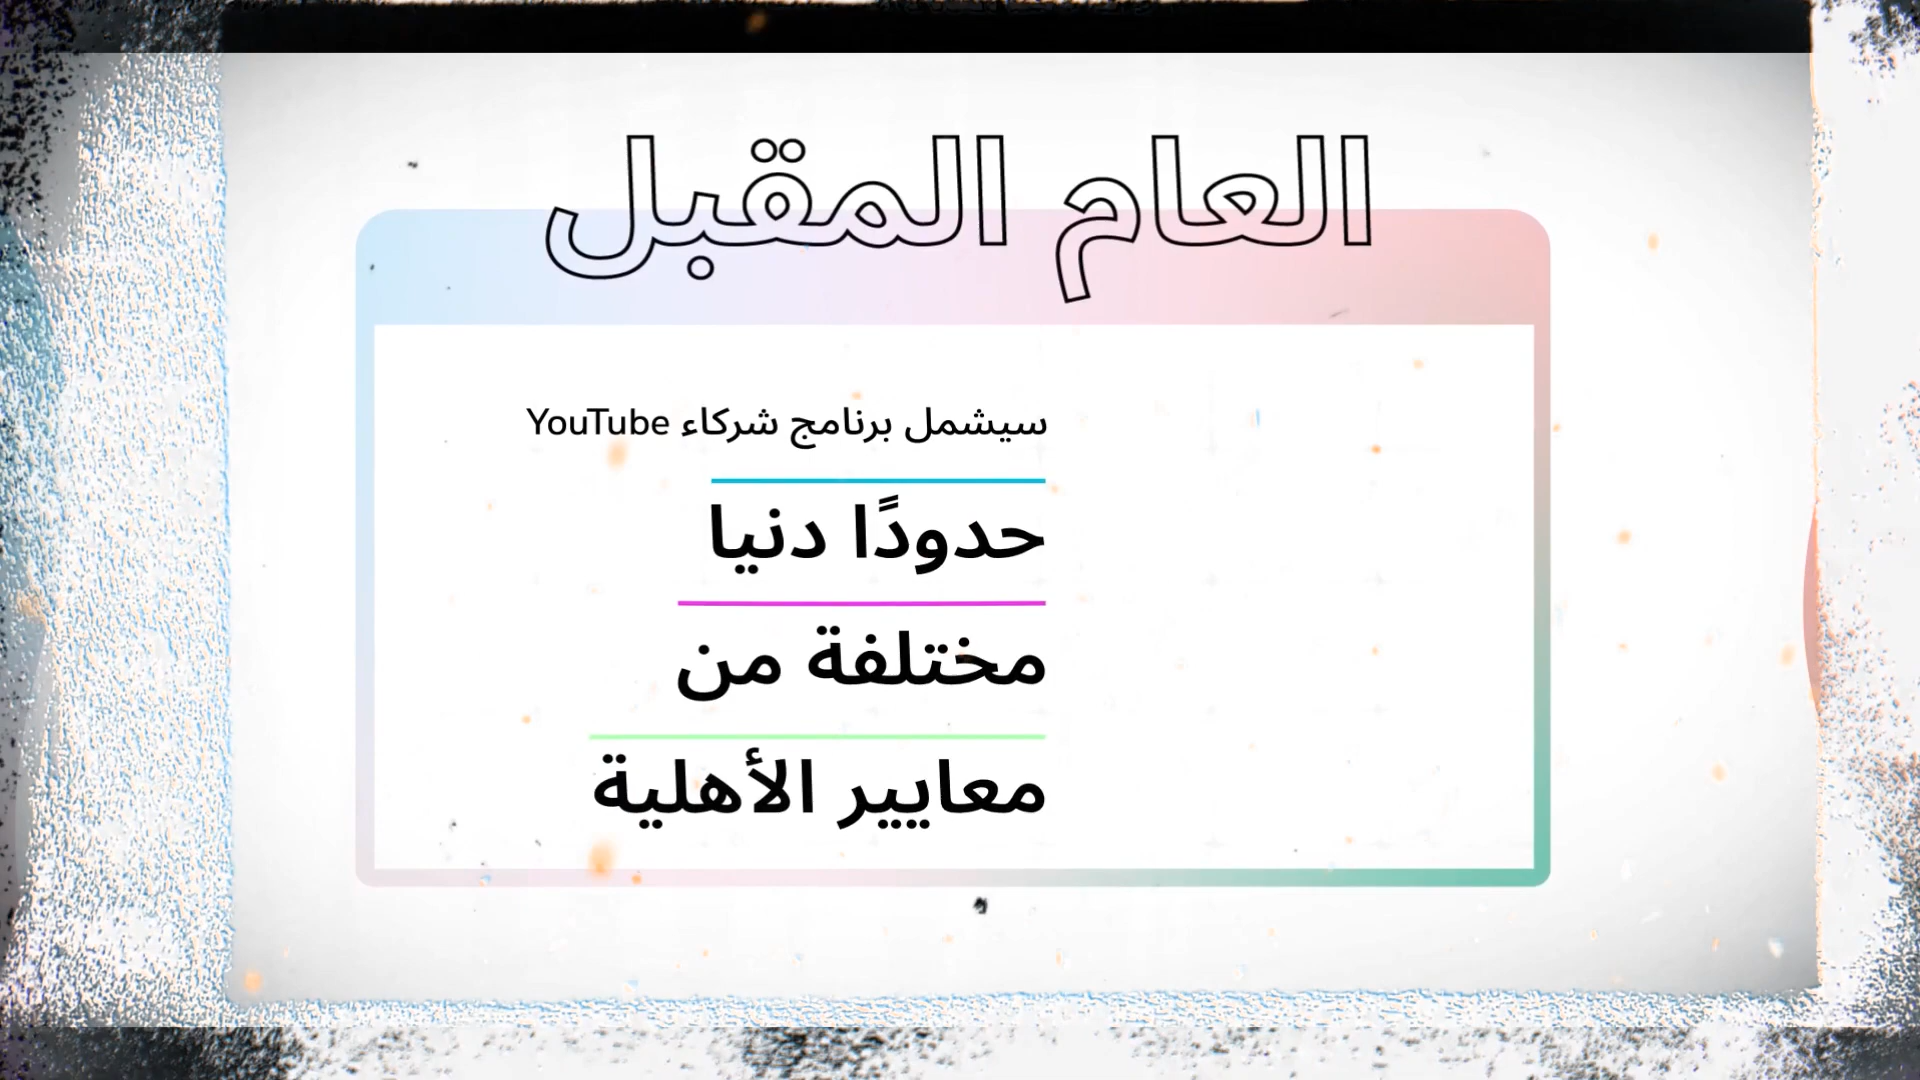 العام المقبل
سيشمل برنامج شركاء YouTube
حدودًا دنيا
مختلفة من
معايير الأهلية